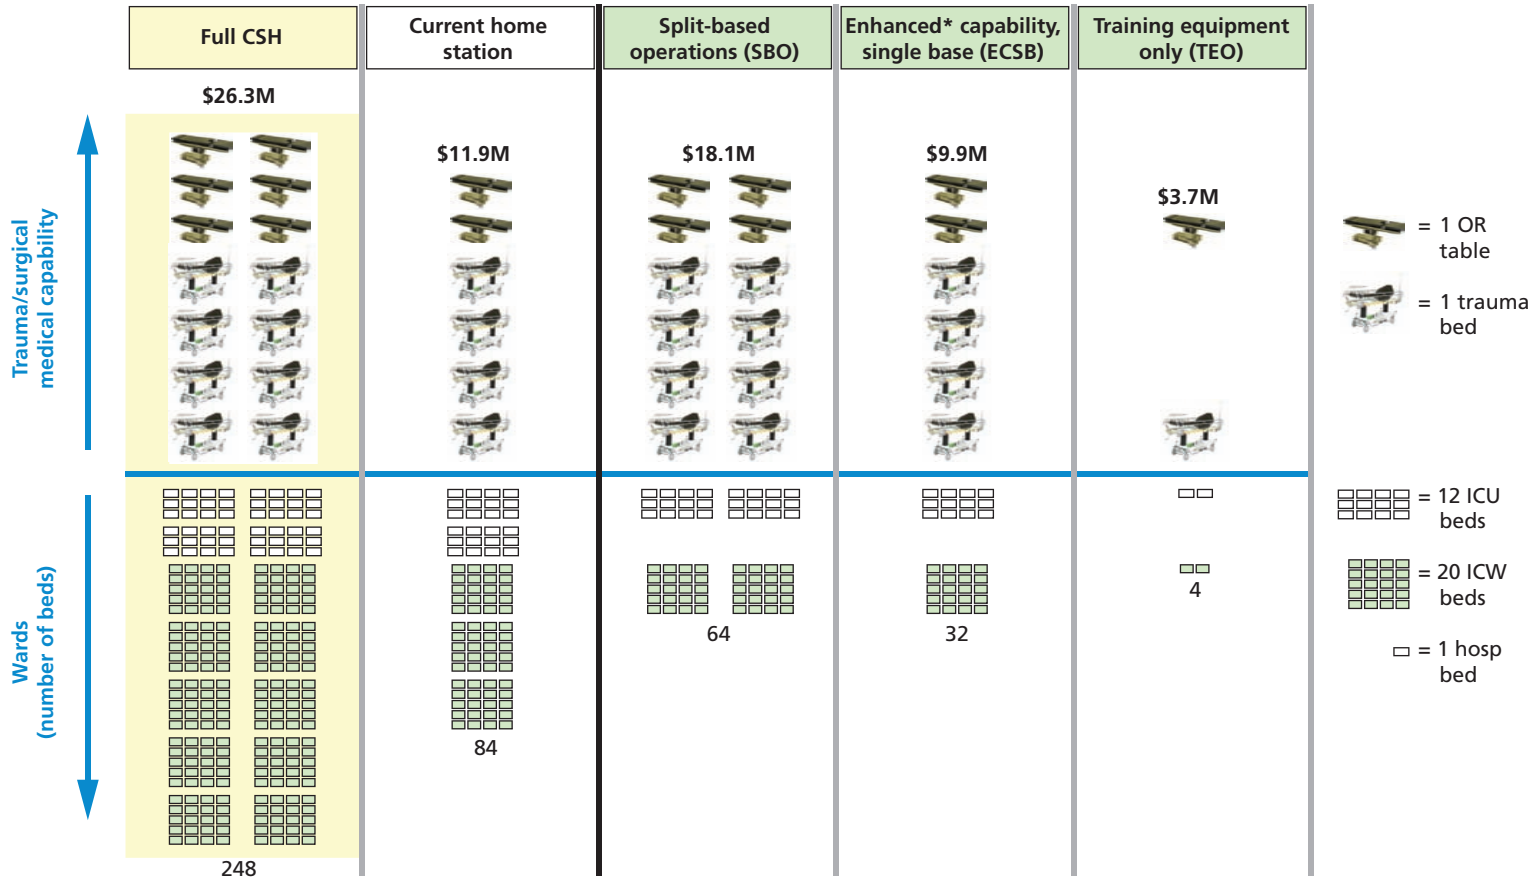 Full CSH
Current home
station
Split-based
operations (SBO)
Enhanced* capability,
single base (ECSB)
Training equipment
only (TEO)
$26.3M
$11.9M
$18.1M
$9.9M
$3.7M
Trauma/surgical
medical capability
= 1 OR
table
= 1 trauma
bed
Wards
(number of beds)
= 12 ICU
beds
= 20 ICW
beds
= 1 hosp
bed
248
84
64
32
4